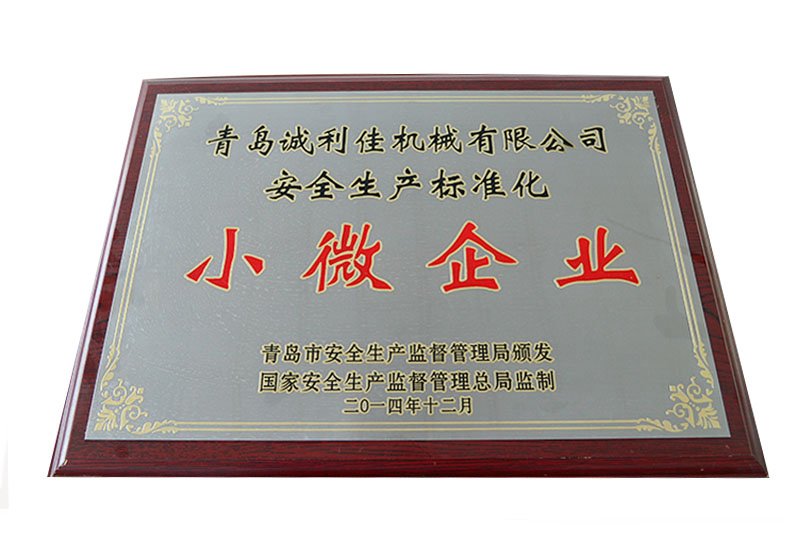 青岛诚利佳机械有限公司
安全生产标准化
小微企业
青岛市安全生产监督管理局颁发
国家安全生产监督管理总局监制
二0一四年十二月